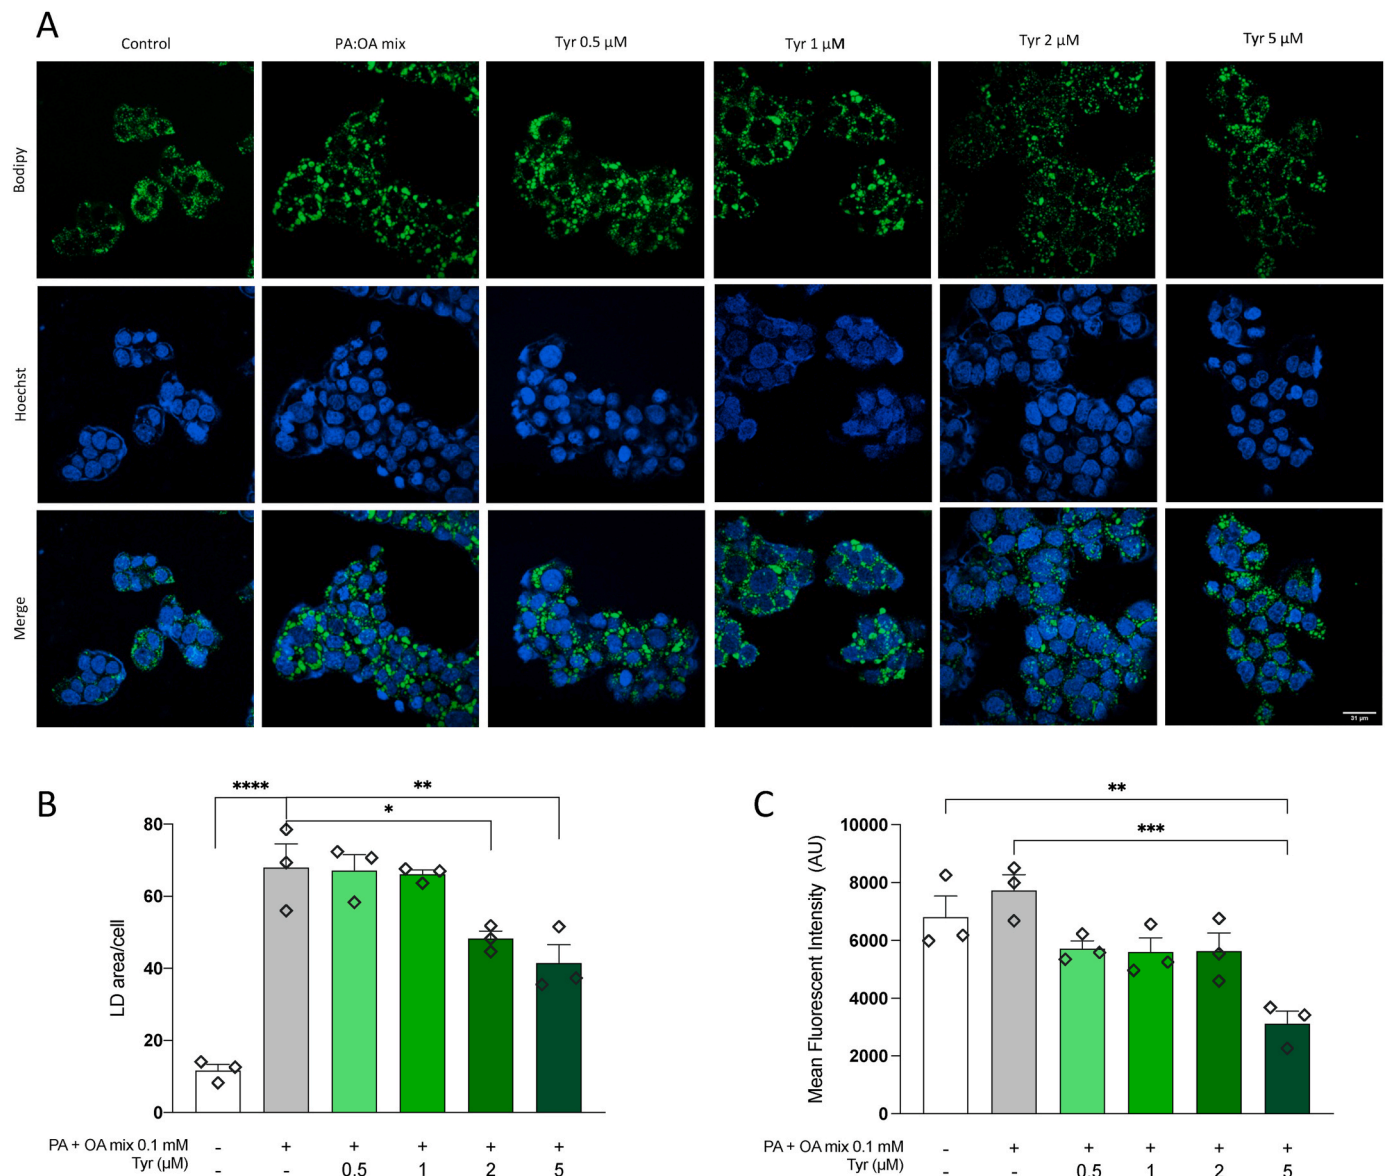 A
Control PA:OA mix Tyr 0.5 µM Tyr 1 µM Tyr 2 µM Tyr 5 µM
Bodipy
Hoechst
Merge
31 µm
B
**** **
*
LD area/cell
80
60
40
20
0
PA + OA mix 0.1 mM - + + + + +
Tyr (µM) - - 0.5 1 2 5
C
**
***
Mean Fluorescent Intensity (AU)
10000
8000
6000
4000
2000
0
PA + OA mix 0.1 mM - + + + + +
Tyr (µM) - - 0.5 1 2 5